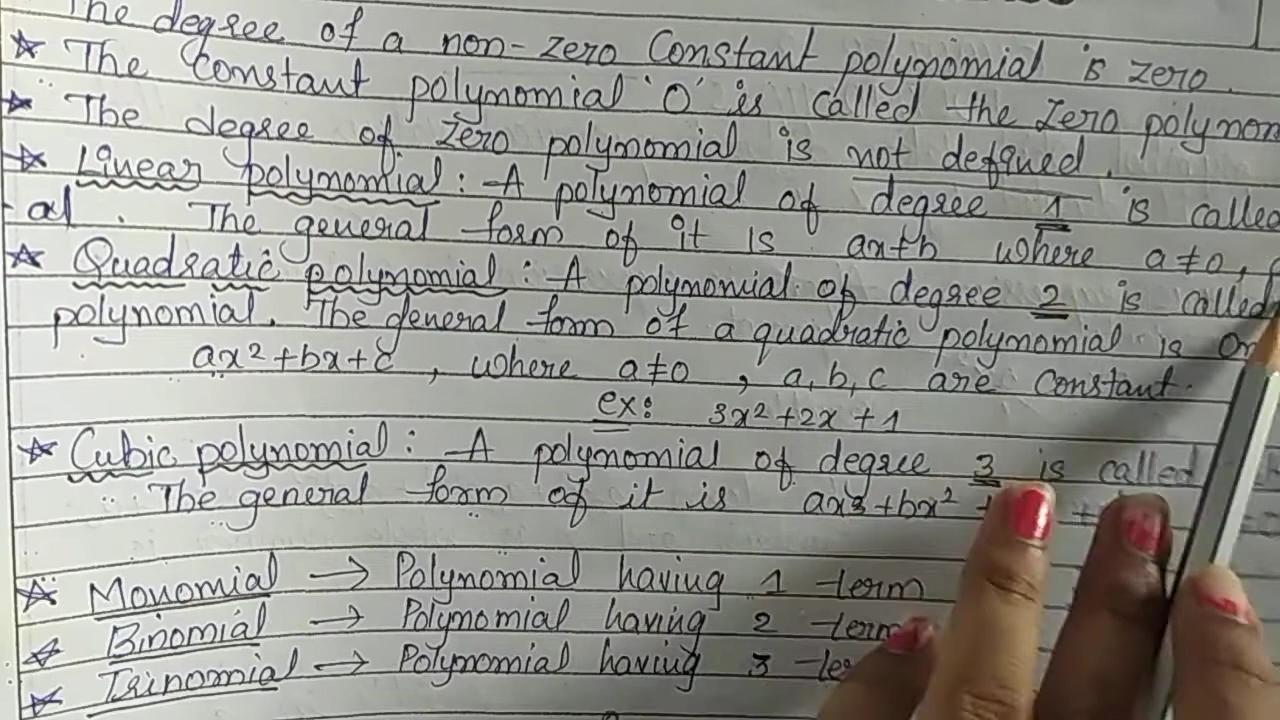 The degree of a non-zero Constant polynomial is zero.
☆ The constant polynomial '0' is called the Zero polynom
☆ The degree of Zero polynomial is not defined.
☆ Linear polynomial :- A polynomial of degree 1 is called
-al. The general form of it is ax+b where a≠0,
☆ Quadratic polynomial :- A polynomial of degree 2 is called
polynomial. The general form of a quadratic polynomial is
ax²+bx+c, where a≠0, a,b,c are constant.
ex: 3x²+2x+1
☆ Cubic polynomial: - A polynomial of degree 3 is called
The general form of it is ax3+bx²
☆ Monomial → Polynomial having 1 -term
☆ Binomial → Polynomial having 2 -term
☆ Trinomial → Polynomial having 3 -te